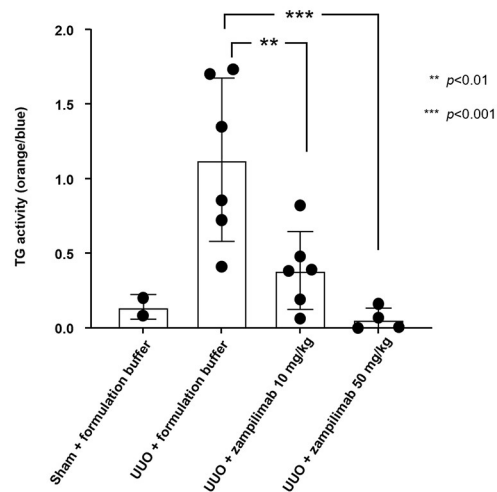 ***
2.0
**
** p<0.01
1.5
*** p<0.001
TG activity (orange/blue)
1.0
0.5
0.0
Sham + formulation buffer
UUO + formulation buffer
UUO + zampilimab 10 mg/kg
UUO + zampilimab 50 mg/kg